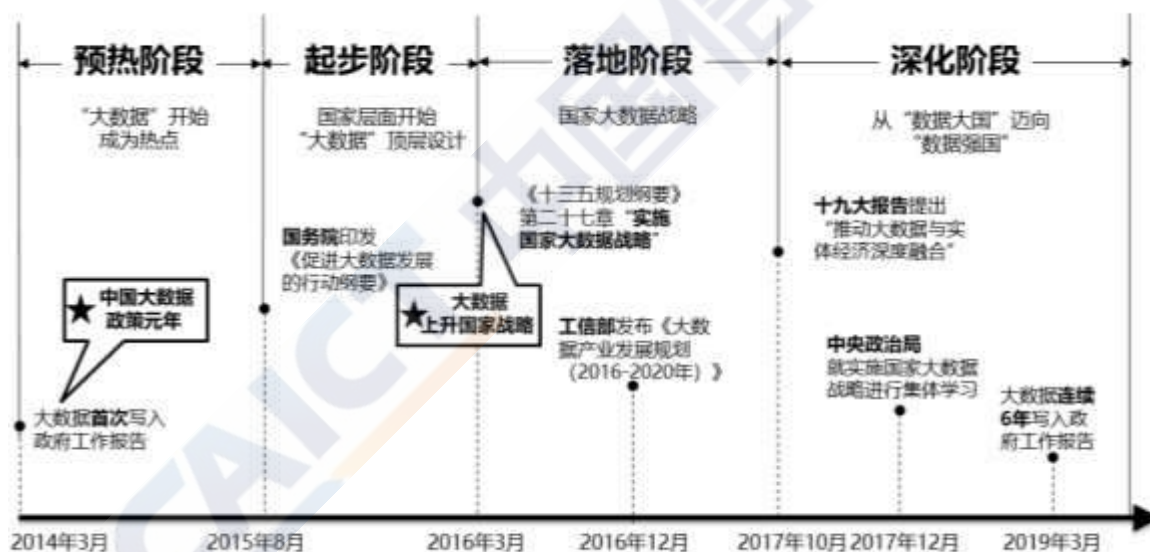 预热阶段
起步阶段
落地阶段
深化阶段
“大数据”开始
成为热点
国家层面开始
“大数据”顶层设计
国家大数据战略
从“数据大国”迈向
“数据强国”
《十三五规划纲要》
第二十七章“实施
国家大数据战略”
十九大报告提出
“推动大数据与实
体经济深度融合”
国务院印发
《促进大数据发展
的行动纲要》
中国大数据
政策元年
大数据
上升国家战略
工信部发布《大数
据产业发展规划
（2016-2020年）》
中央政治局
就实施国家大数据
战略进行集体学习
大数据首次写入
政府工作报告
大数据连续
6年写入政
府工作报告
2014年3月
2015年8月
2016年3月
2016年12月
2017年10月
2017年12月
2019年3月
CAICT 中国信